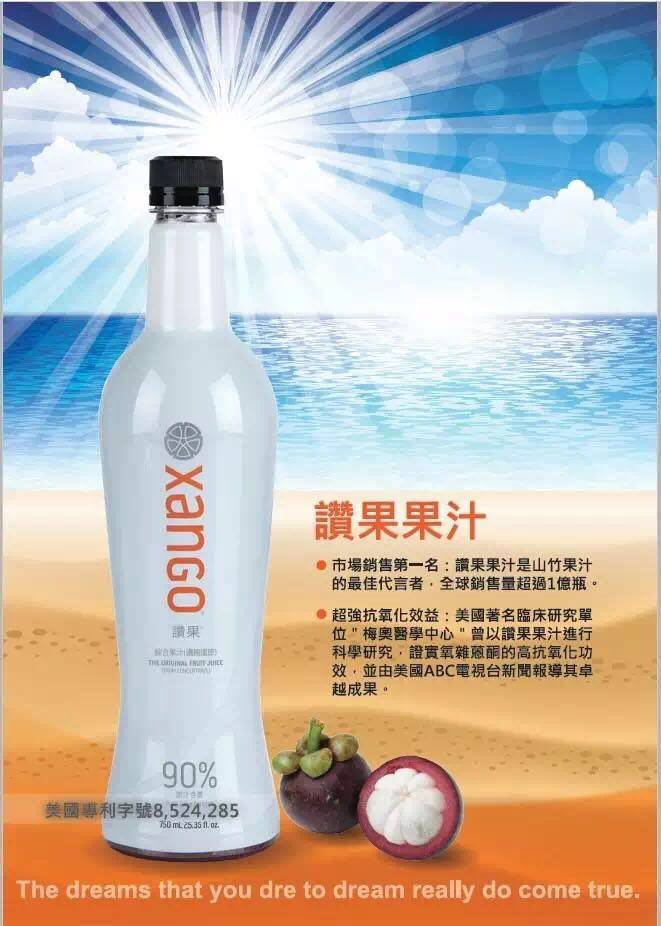 xango
讚果
綜合果汁(濃縮還原)
THE ORIGINAL FRUIT JUICE
(FROM CONCENTRATE)
90%
美國專利字號8,524,285
750 mL 25.35 fl. oz.
讚果果汁
● 市場銷售第一名：讚果果汁是山竹果汁
的最佳代言者，全球銷售量超過1億瓶。
● 超強抗氧化效益：美國著名臨床研究單
位"梅奧醫學中心"曾以讚果果汁進行
科學研究，證實氧雜蒽酮的高抗氧化功
效，並由美國ABC電視台新聞報導其卓
越成果。
The dreams that you dre to dream really do come true.